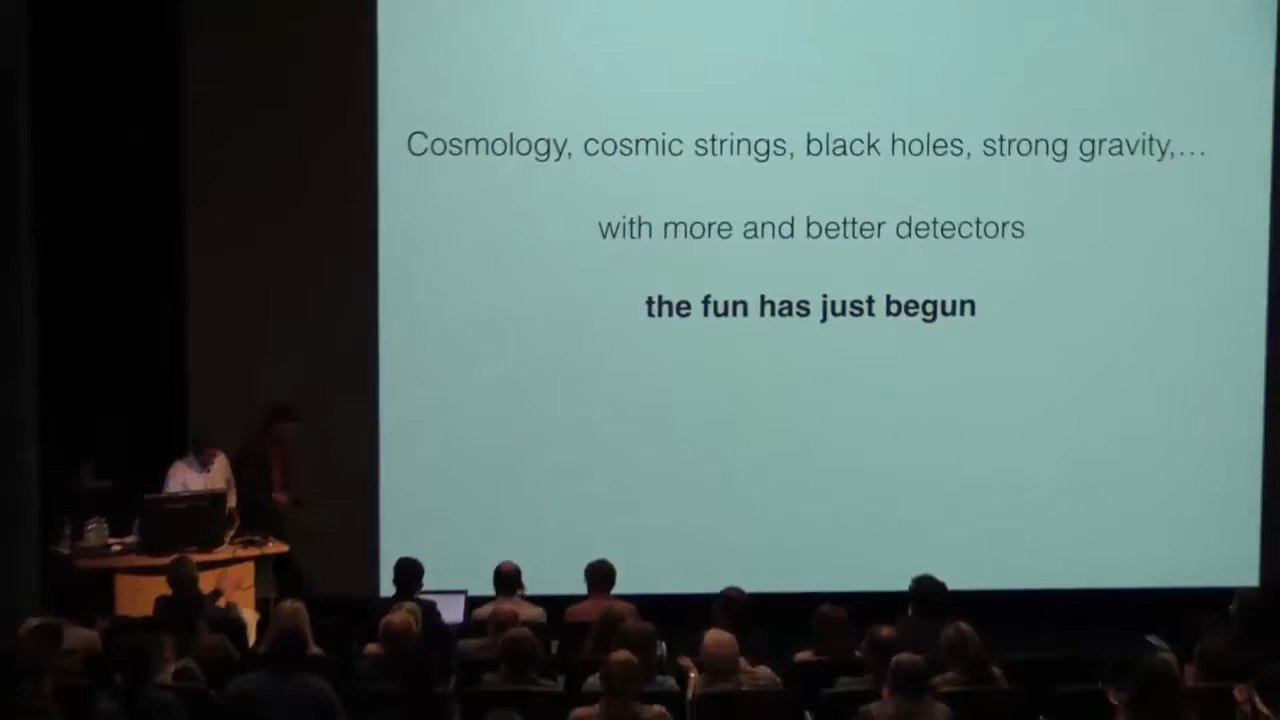 Cosmology, cosmic strings, black holes, strong gravity,...
with more and better detectors
the fun has just begun